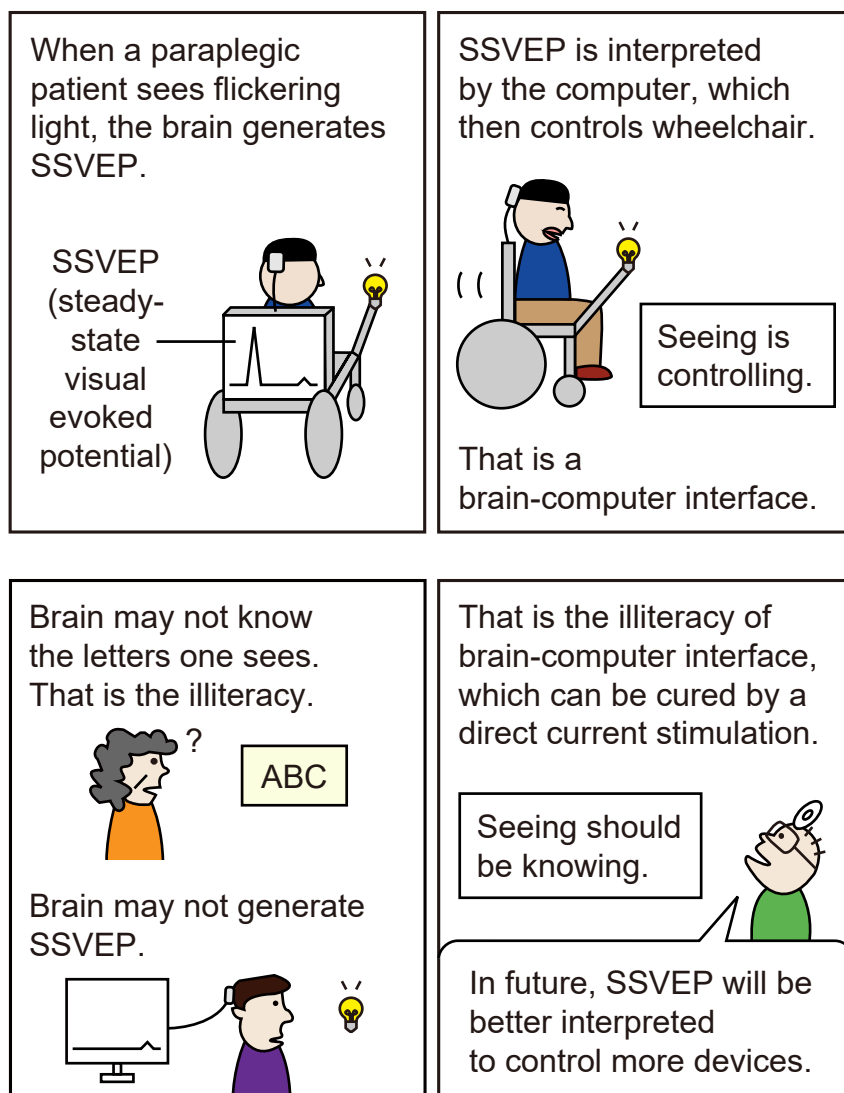 When a paraplegic
patient sees flickering
light, the brain generates
SSVEP.
SSVEP
(steady-
state
visual
evoked
potential)
SSVEP is interpreted
by the computer, which
then controls wheelchair.
Seeing is
controlling.
That is a
brain-computer interface.
Brain may not know
the letters one sees.
That is the illiteracy.
?
ABC
Brain may not generate
SSVEP.
That is the illiteracy of
brain-computer interface,
which can be cured by a
direct current stimulation.
Seeing should
be knowing.
In future, SSVEP will be
better interpreted
to control more devices.